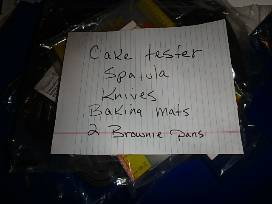 Cake tester
Spatula
Knives
Baking mats
2 Brownie pans